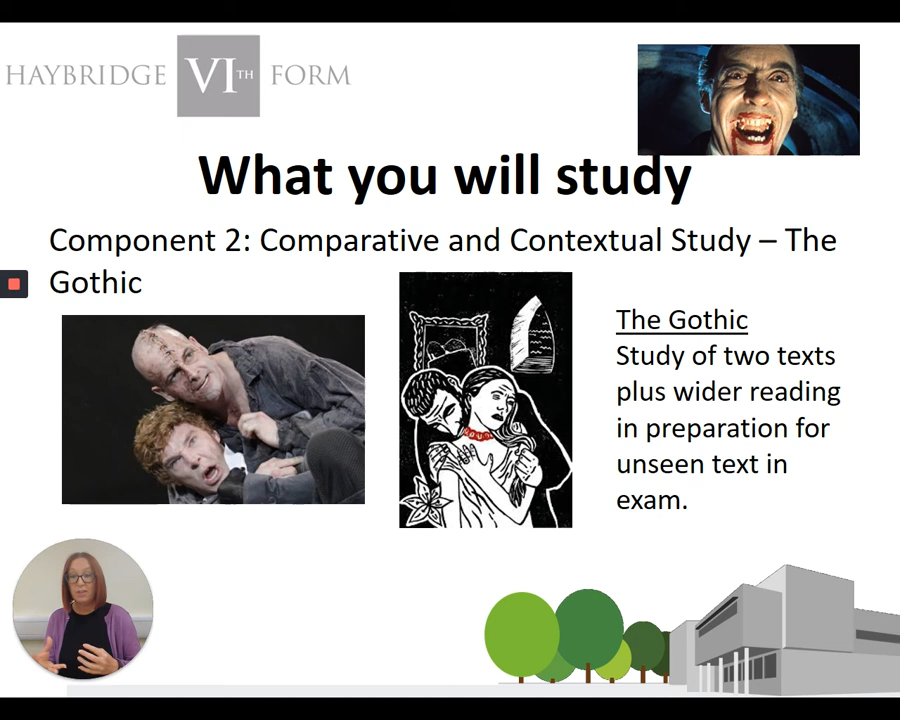 HAYBRIDGE VI TH FORM
What you will study
Component 2: Comparative and Contextual Study – The
Gothic
The Gothic
Study of two texts
plus wider reading
in preparation for
unseen text in
exam.